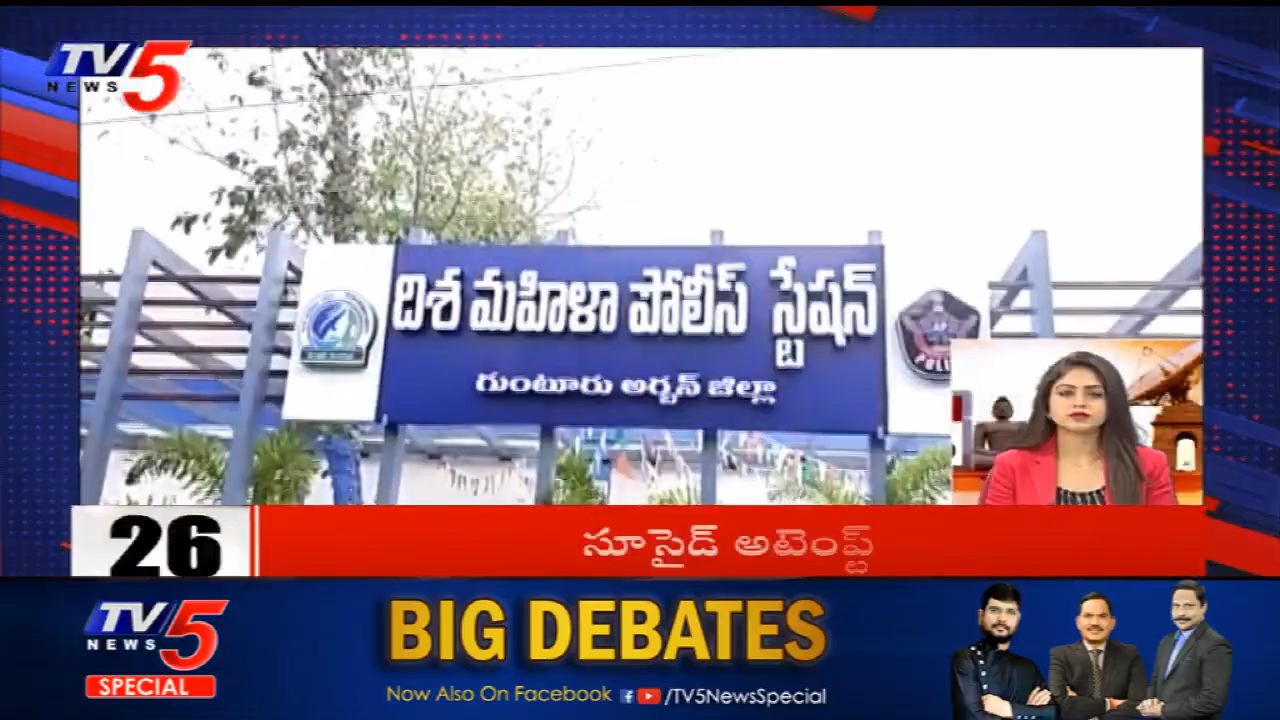 TV5
NEWS
దిశ మహిళా పోలీస్ స్టేషన్
గుంటూరు అర్బన్ జిల్లా
26
సూసైడ్ అటెంప్ట్
TV5
NEWS
SPECIAL
BIG DEBATES
Now Also On Facebook /TV5NewsSpecial